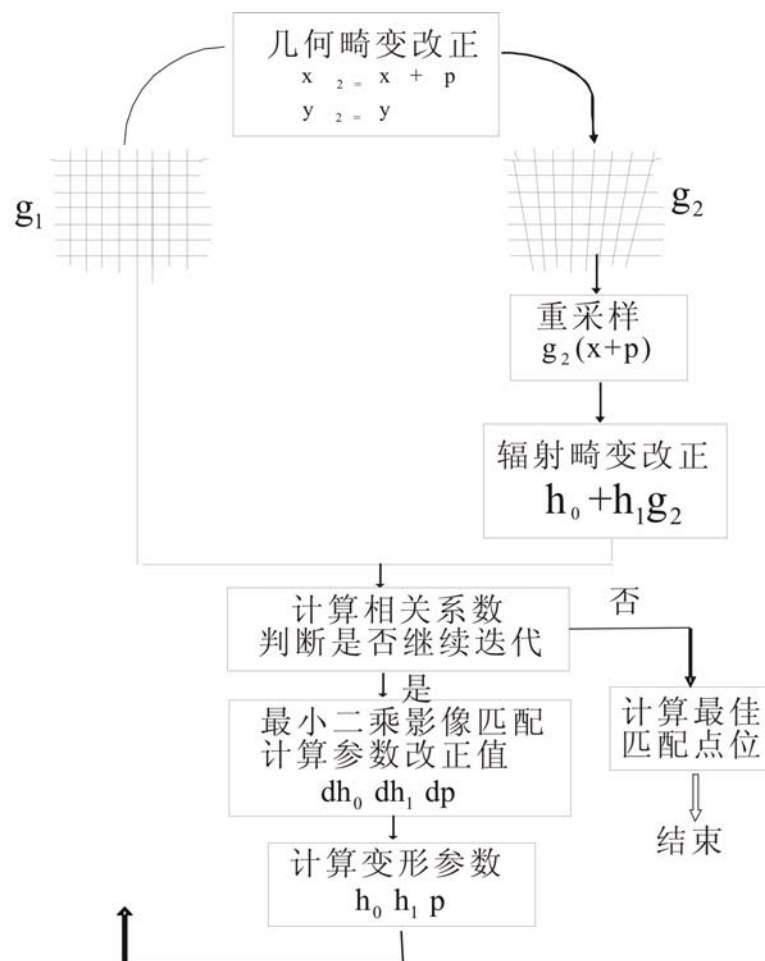 几何畸变改正
x 2 = x + p
y 2 = y
g1
g2
重采样
g2(x+p)
辐射畸变改正
h0+h1g2
计算相关系数
判断是否继续迭代
否
是
最小二乘影像匹配
计算参数改正值
dh0 dh1 dp
计算最佳
匹配点位
结束
计算变形参数
h0 h1 p